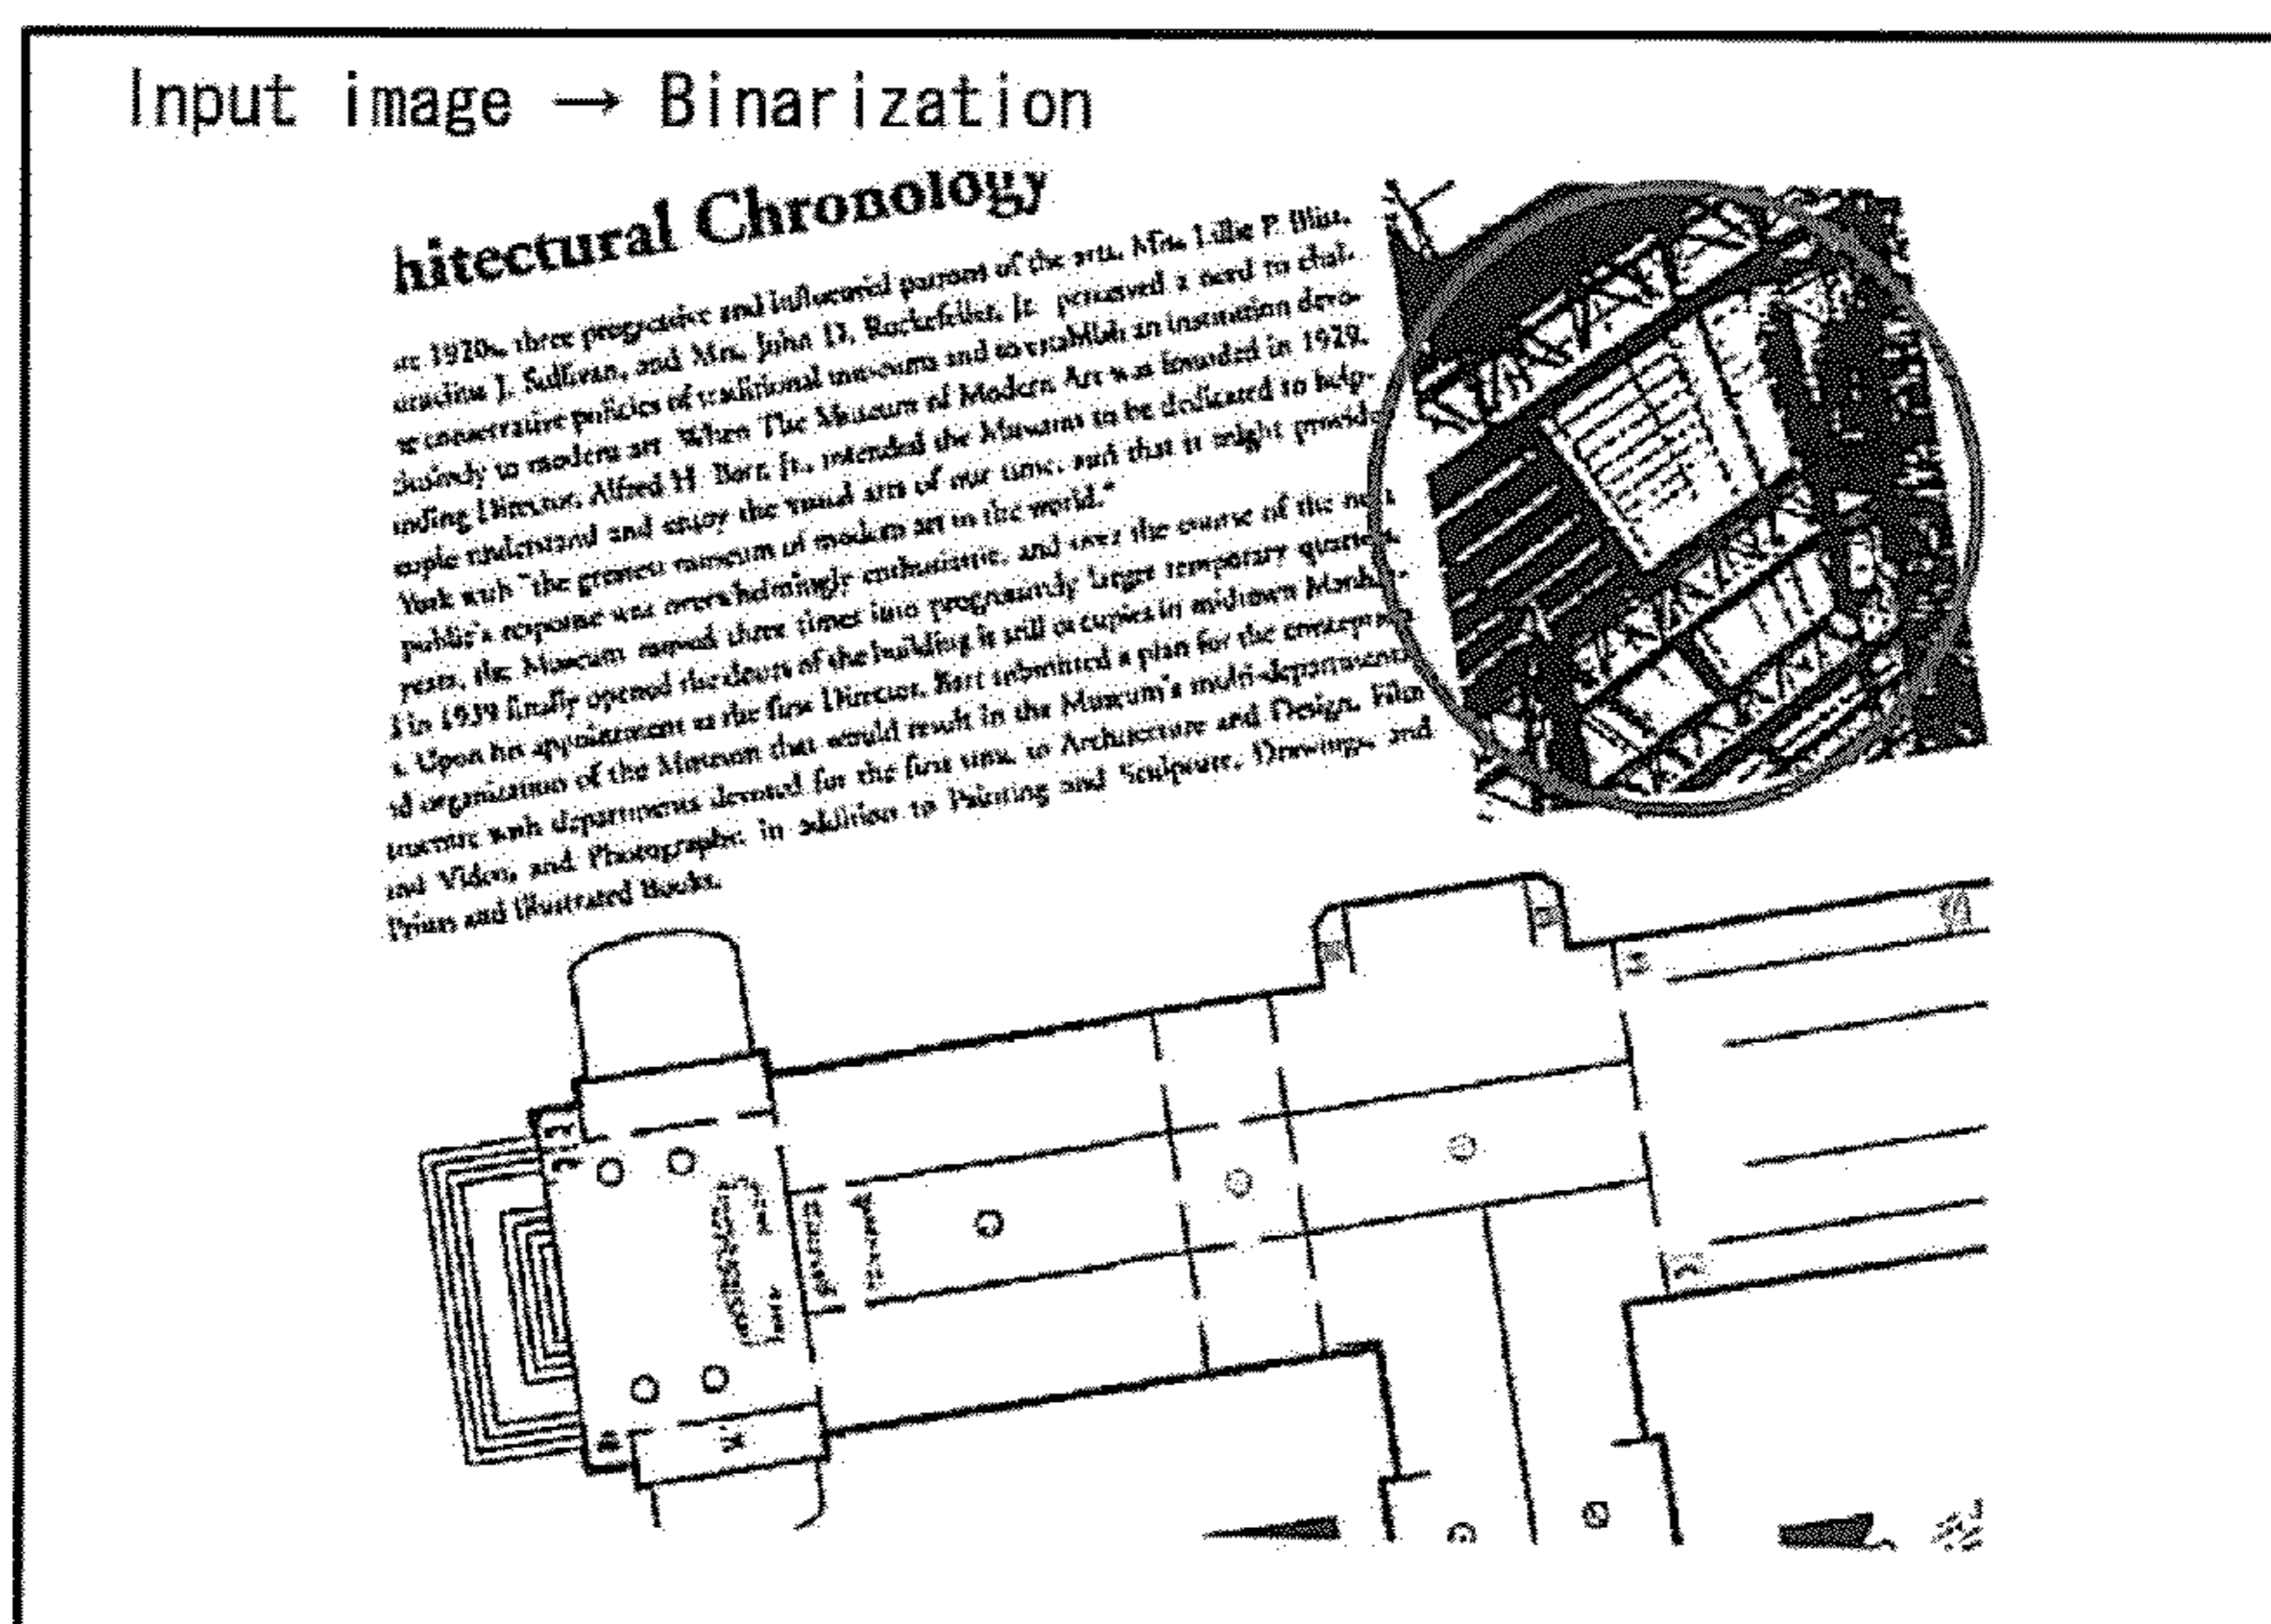 Input image → Binarization
hitectural Chronology
1920s, three progressive and influential patrons of the arts, Mrs. Lillie P. Bliss,
J. Sullivan, and Mrs. John D. Rockefeller, Jr. perceived a need to chal-
conservative policies of traditional museums and to establish an institution devo-
to modern art. When The Museum of Modern Art was founded in 1929,
Director, Alfred H. Barr, Jr., intended the Museum to be dedicated to help-
understand and enjoy the visual arts of our time, and that it might provid
York with "the greatest museum of modern art in the world."
public's response was overwhelmingly enthusiastic, and over the course of the
years, the Museum moved three times into progressively larger temporary quarters
in 1939 finally opened the doors of the building it still occupies in midtown
Upon his appointment as the first Director, Barr submitted a plan for the
organization of the Museum that would result in the Museum's multi-departmental
with departments devoted for the first time to Architecture and Design, Film
and Video, and Photography, in addition to Painting and Sculpture, Drawings, and
Prints and Illustrated Books.